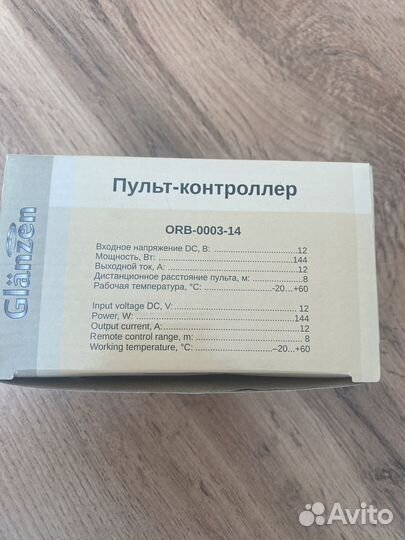 Glänzen
Пульт-контроллер
ORB-0003-14
Входное напряжение DC, В: ..............................12
Мощность, Вт: ..................................................144
Выходной ток, А: ................................................12
Дистанционное расстояние пульта, м: ................8
Рабочая температура, °C: .........................-20...+60
Input voltage DC, V: ............................................ 12
Power, W: ..........................................................144
Output current, A: ................................................12
Remote control range, m: ..................................... 8
Working temperature, °C: ..........................–20...+60
Avito